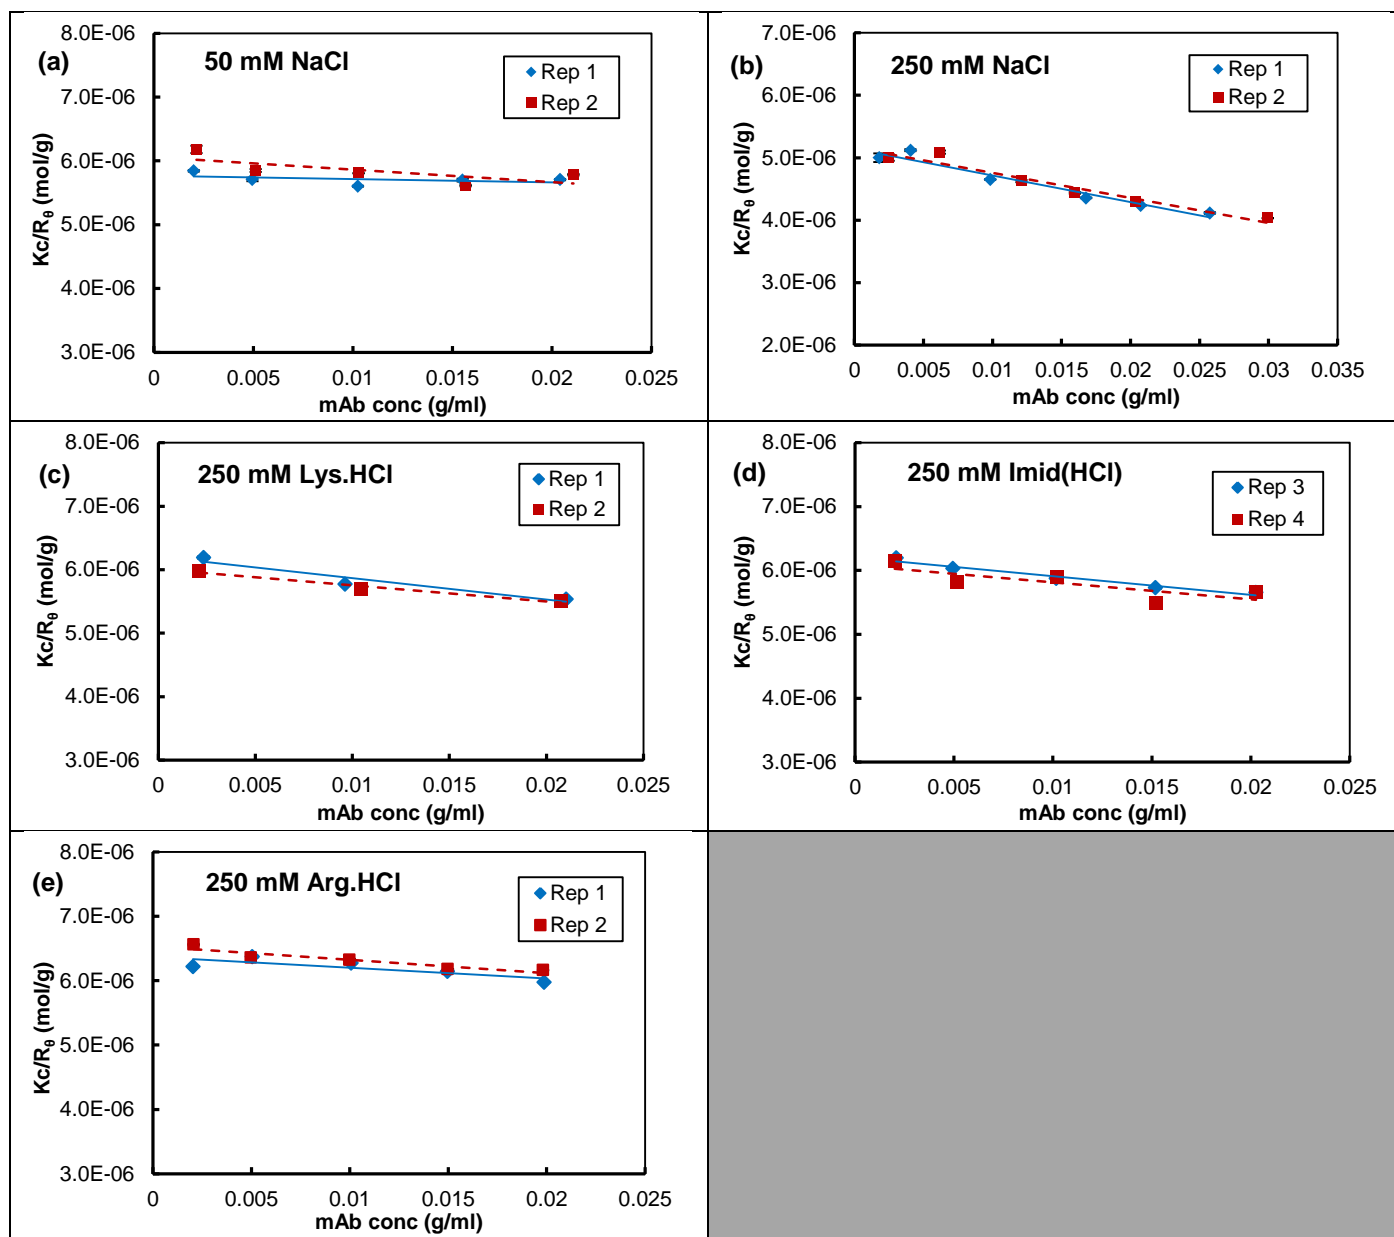 (a)
50 mM NaCl
Rep 1
Rep 2
8.0E-06
7.0E-06
6.0E-06
5.0E-06
4.0E-06
3.0E-06
Kc/Rθ (mol/g)
0 0.005 0.01 0.015 0.02 0.025
mAb conc (g/ml)
(b)
250 mM NaCl
Rep 1
Rep 2
7.0E-06
6.0E-06
5.0E-06
4.0E-06
3.0E-06
2.0E-06
Kc/Rθ (mol/g)
0 0.005 0.01 0.015 0.02 0.025 0.03 0.035
mAb conc (g/ml)
(c)
250 mM Lys.HCl
Rep 1
Rep 2
8.0E-06
7.0E-06
6.0E-06
5.0E-06
4.0E-06
3.0E-06
Kc/Rθ (mol/g)
0 0.005 0.01 0.015 0.02 0.025
mAb conc (g/ml)
(d)
250 mM Imid(HCl)
Rep 3
Rep 4
8.0E-06
7.0E-06
6.0E-06
5.0E-06
4.0E-06
3.0E-06
Kc/Rθ (mol/g)
0 0.005 0.01 0.015 0.02 0.025
mAb conc (g/ml)
(e)
250 mM Arg.HCl
Rep 1
Rep 2
8.0E-06
7.0E-06
6.0E-06
5.0E-06
4.0E-06
3.0E-06
Kc/Rθ (mol/g)
0 0.005 0.01 0.015 0.02 0.025
mAb conc (g/ml)